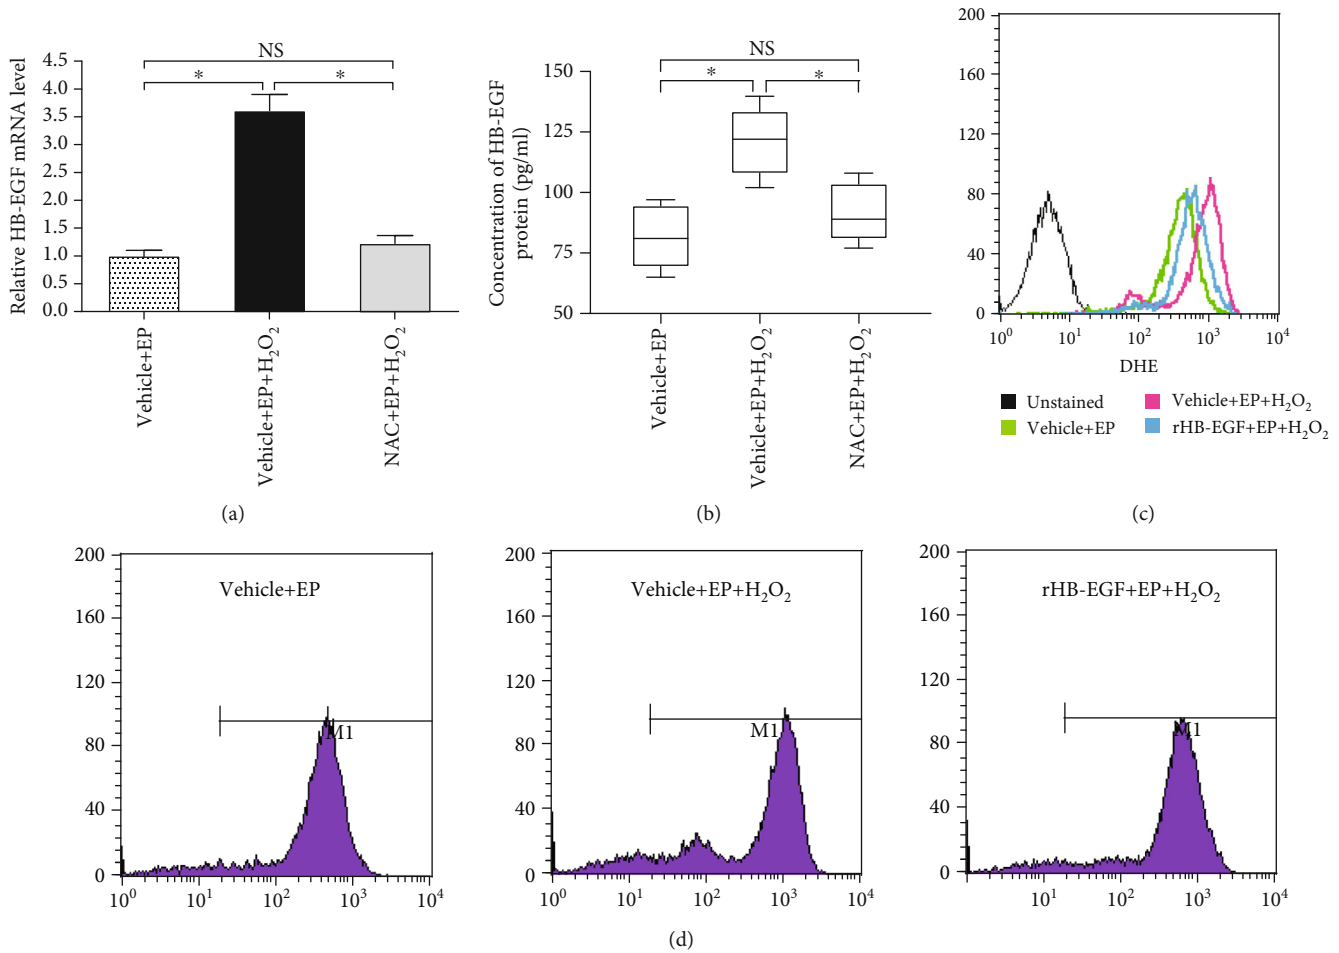 Relative HB-EGF mRNA level
4.5
4.0
3.5
3.0
2.5
2.0
1.5
1.0
0.5
0.0
NS
*
*
Vehicle+EP
Vehicle+EP+H₂O₂
NAC+EP+H₂O₂
(a)
Concentration of HB-EGF
protein (pg/ml)
150
125
100
75
50
NS
*
*
Vehicle+EP
Vehicle+EP+H₂O₂
NAC+EP+H₂O₂
(b)
200
160
120
80
40
0
10⁰ 10¹ 10² 10³ 10⁴
DHE
Unstained
Vehicle+EP
Vehicle+EP+H₂O₂
rHB-EGF+EP+H₂O₂
(c)
200
160
120
80
40
0
Vehicle+EP
M1
10⁰ 10¹ 10² 10³ 10⁴
200
160
120
80
40
0
Vehicle+EP+H₂O₂
M1
10⁰ 10¹ 10² 10³ 10⁴
200
160
120
80
40
0
rHB-EGF+EP+H₂O₂
M1
10¹ 10² 10³ 10⁴
(d)